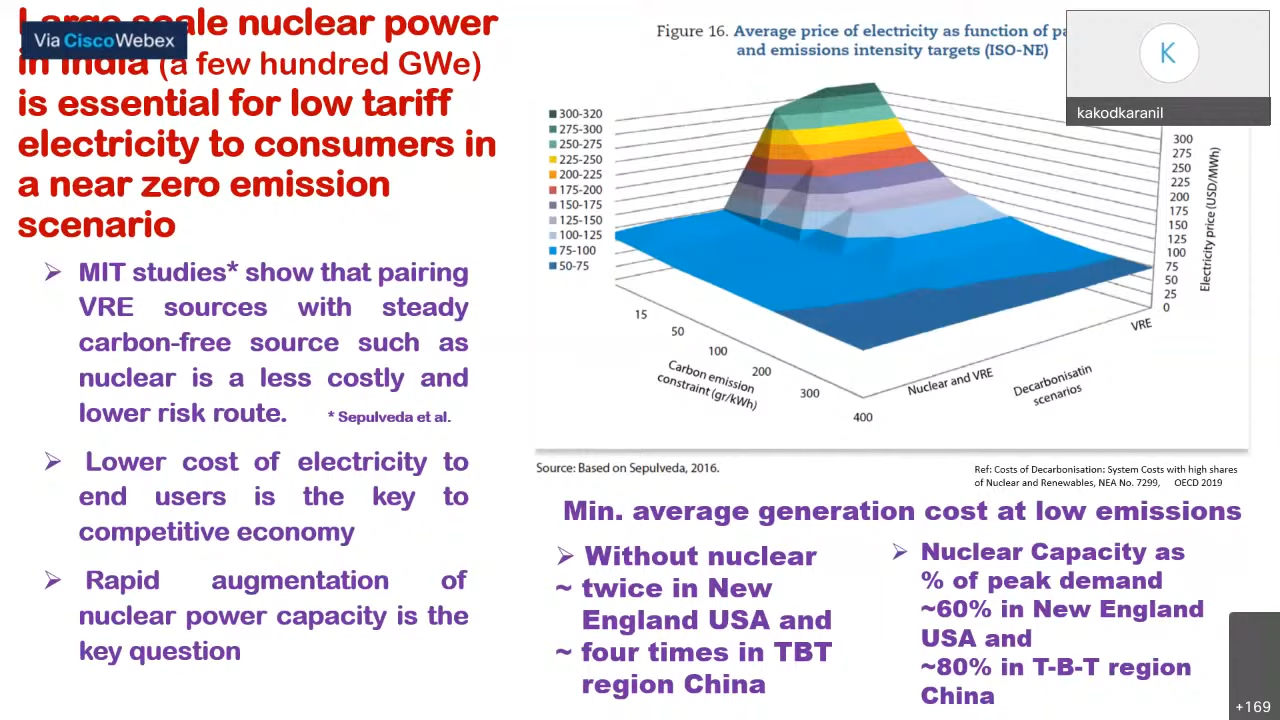 Via Cisco Webex
Large scale nuclear power
in India (a few hundred GWe)
is essential for low tariff
electricity to consumers in
a near zero emission
scenario
➢ MIT studies* show that pairing
VRE sources with steady
carbon-free source such as
nuclear is a less costly and
lower risk route. * Sepulveda et al.
➢ Lower cost of electricity to
end users is the key to
competitive economy
➢ Rapid augmentation of
nuclear power capacity is the
key question
Figure 16. Average price of electricity as function of
and emissions intensity targets (ISO-NE)
K
kakodkaranil
300-320
275-300
250-275
225-250
200-225
175-200
150-175
125-150
100-125
75-100
50-75
300
275
250
225
200
175
150
125
100
75
50
25
0
Electricity price (USD/MWh)
15
50
100
200
300
400
Carbon emission
constraint (gr/kWh)
Nuclear and VRE
Decarbonisatin
scenarios
VRE
Source: Based on Sepulveda, 2016.
Ref: Costs of Decarbonisation: System Costs with high shares
of Nuclear and Renewables, NEA No. 7299, OECD 2019
Min. average generation cost at low emissions
➢ Without nuclear
~ twice in New
England USA and
~ four times in TBT
region China
➢ Nuclear Capacity as
% of peak demand
~60% in New England
USA and
~80% in T-B-T region
China
+169